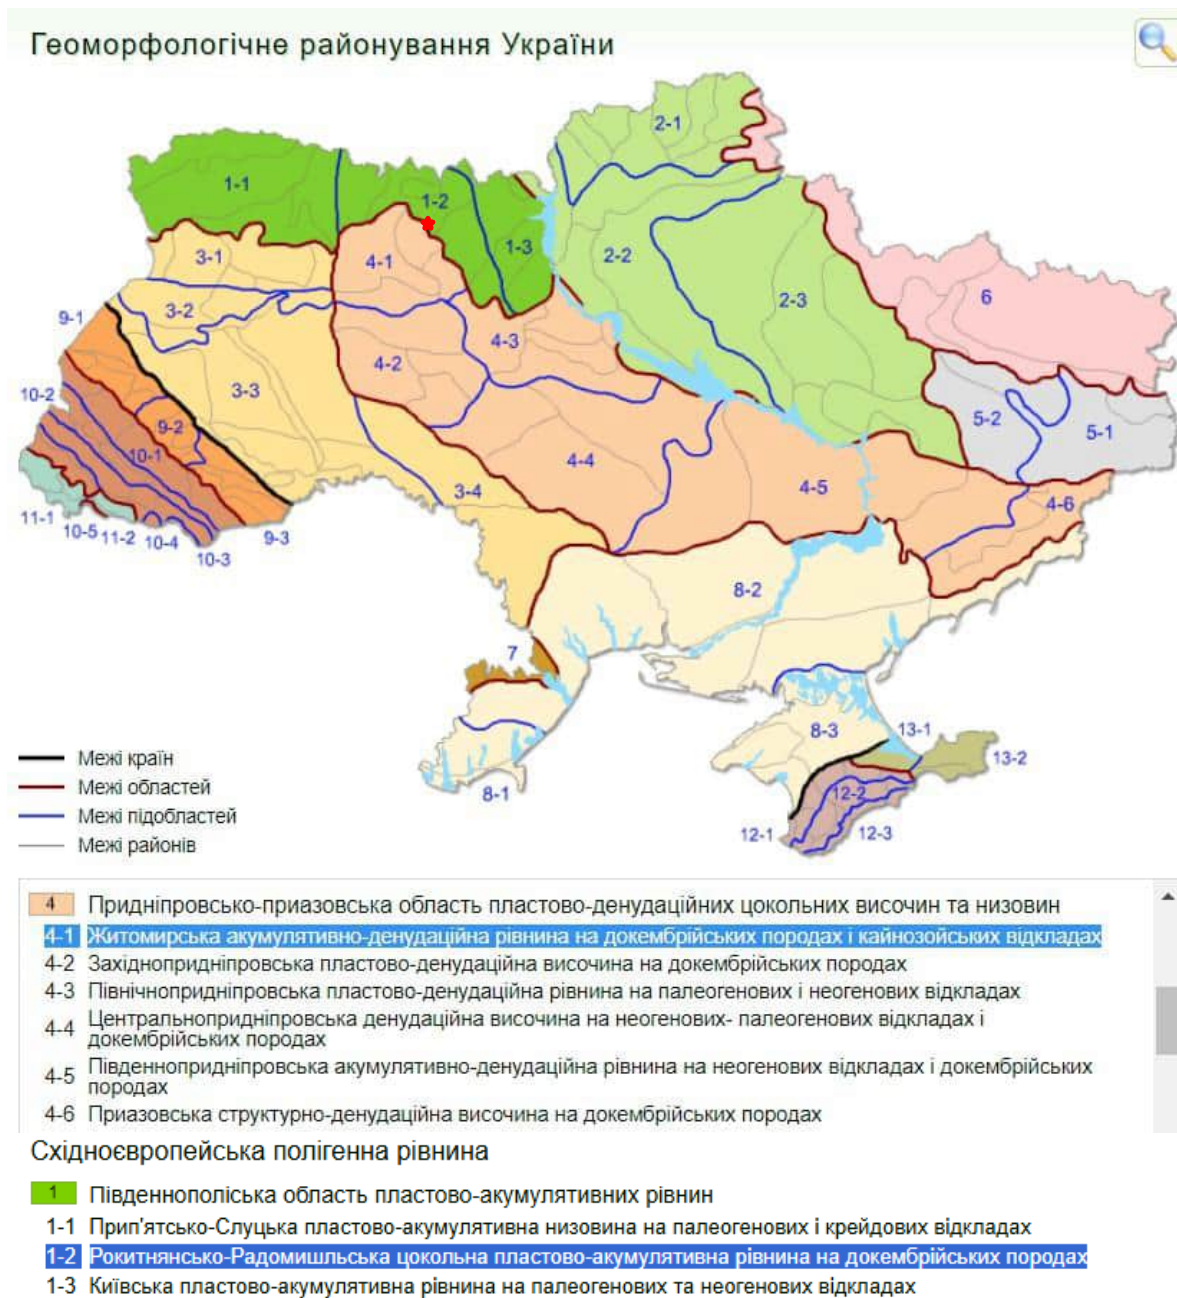 Геоморфологічне районування України
2-1
1-1
1-2
1-3
3-1
4-1
2-2
2-3
6
3-2
9-1
4-3
4-2
3-3
10-2
9-2
5-2
5-1
10-1
4-4
3-4
4-5
4-6
11-1
10-5
11-2
10-4
9-3
10-3
8-2
7
8-3
13-1
13-2
8-1
12-2
12-1
12-3
Межі країн
Межі областей
Межі підобластей
Межі районів
4 Придніпровсько-приазовська область пластово-денудаційних цокольних височин та низовин
4-1 Житомирська акумулятивно-денудаційна рівнина на докембрійських породах і кайнозойських відкладах
4-2 Західнопридніпровська пластово-денудаційна височина на докембрійських породах
4-3 Північнопридніпровська пластово-денудаційна рівнина на палеогенових і неогенових відкладах
4-4 Центральнопридніпровська денудаційна височина на неогенових- палеогенових відкладах і
докембрійських породах
4-5 Південнопридніпровська акумулятивно-денудаційна рівнина на неогенових відкладах і докембрійських
породах
4-6 Приазовська структурно-денудаційна височина на докембрійських породах
Східноєвропейська полігенна рівнина
1 Південнополіська область пластово-акумулятивних рівнин
1-1 Прип'ятсько-Слуцька пластово-акумулятивна низовина на палеогенових і крейдових відкладах
1-2 Рокитнянсько-Радомишльська цокольна пластово-акумулятивна рівнина на докембрійських породах
1-3 Київська пластово-акумулятивна рівнина на палеогенових та неогенових відкладах